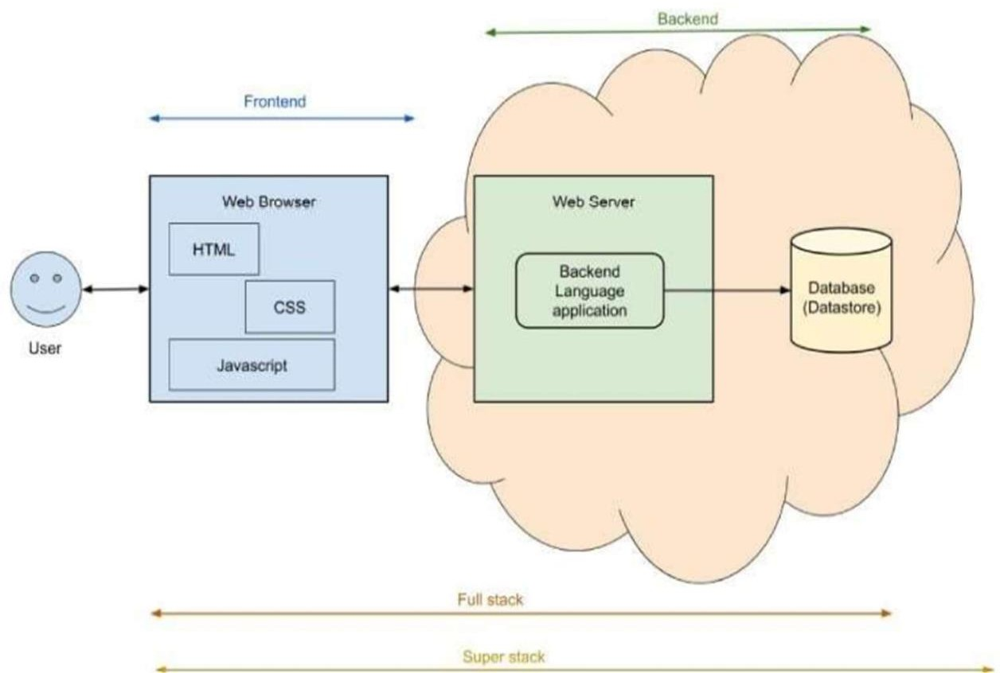 Backend
Frontend
Web Browser
HTML
CSS
Javascript
User
Web Server
Backend
Language
application
Database
(Datastore)
Full stack
Super stack